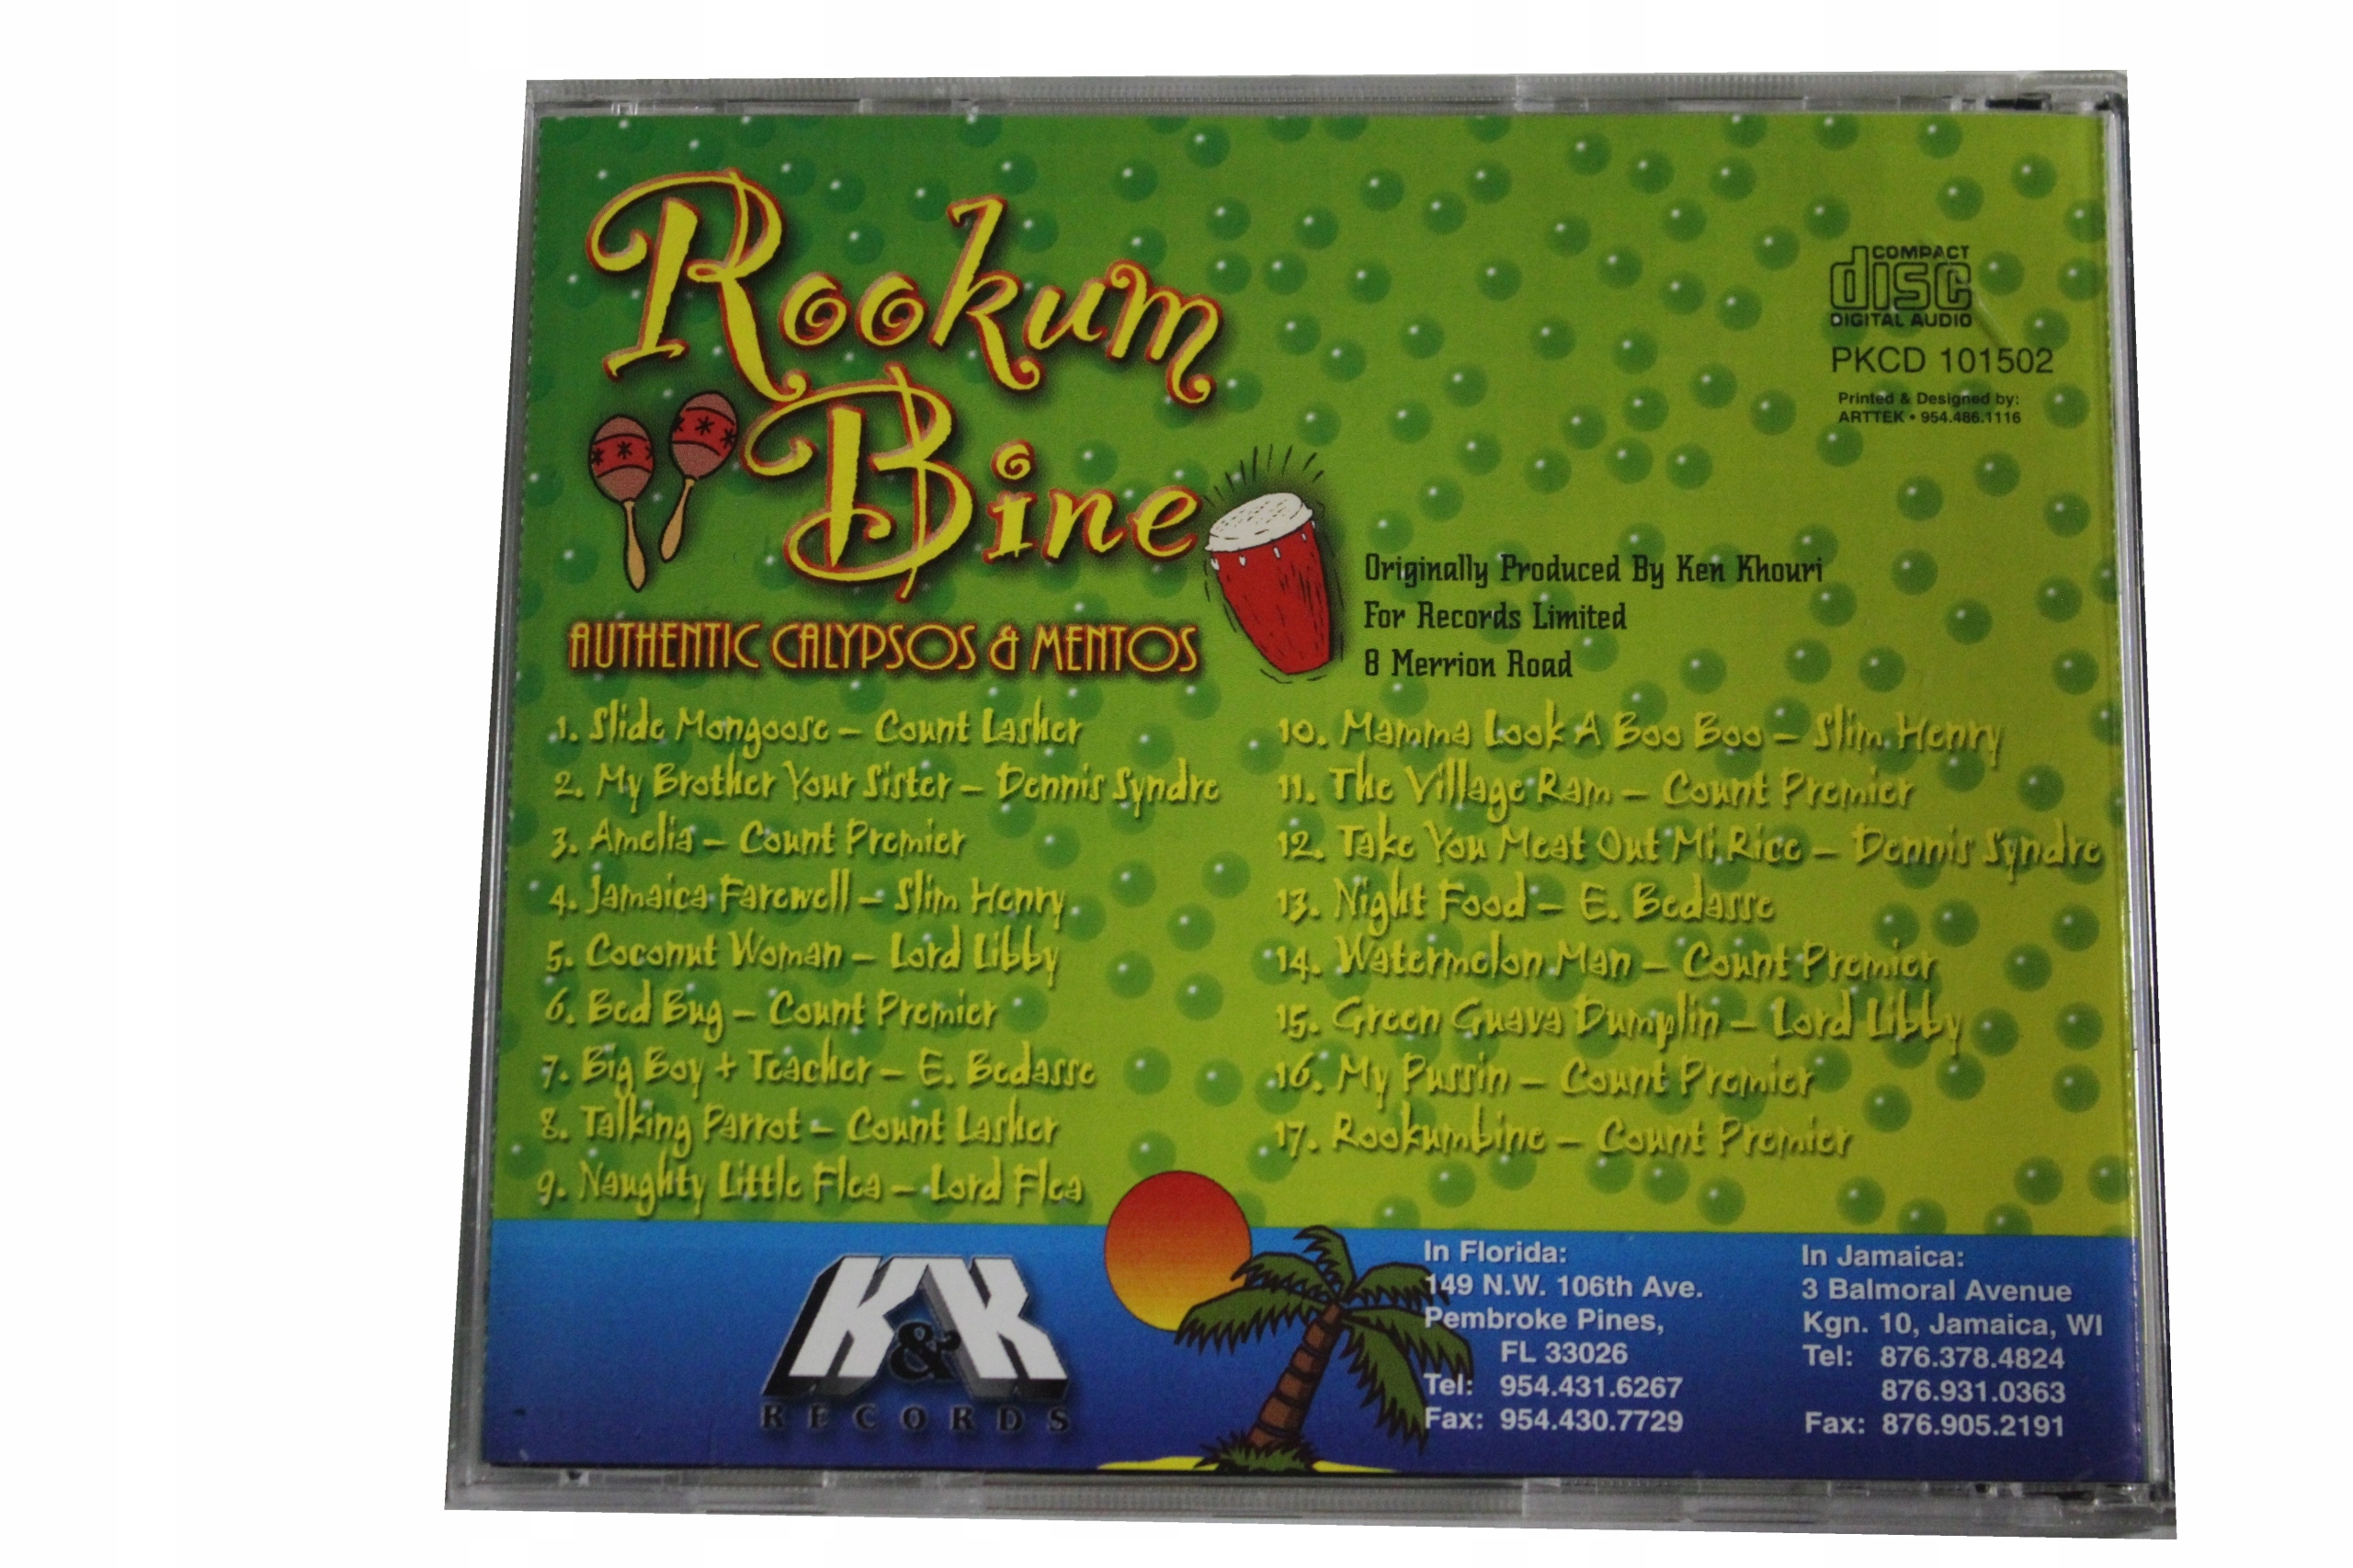 Rookum
Bine
AUTHENTIC CALYPSOS & MENTOS
COMPACT
disc
DIGITAL AUDIO
PKCD 101502
Printed & Designed by:
ARTTEK • 954.486.1116
Originally Produced By Ken Khouri
For Records Limited
8 Merrion Road
1. Slide Mongoose – Count Lasher
2. My Brother Your Sister – Dennis Syndre
3. Amelia – Count Premier
4. Jamaica Farewell – Slim Henry
5. Coconut Woman – Lord Libby
6. Bed Bug – Count Premier
7. Big Boy + Teacher – E. Bedasse
8. Talking Parrot – Count Lasher
9. Naughty Little Flea – Lord Flea
10. Mamma Look A Boo Boo – Slim Henry
11. The Village Ram – Count Premier
12. Take You Meat Out Mi Rice – Dennis Syndre
13. Night Food – E. Bedasse
14. Watermelon Man – Count Premier
15. Green Guava Dumplin – Lord Libby
16. My Pussin – Count Premier
17. Rookumbine – Count Premier
K&K
RECORDS
In Florida:
149 N.W. 106th Ave.
Pembroke Pines,
FL 33026
Tel: 954.431.6267
Fax: 954.430.7729
In Jamaica:
3 Balmoral Avenue
Kgn. 10, Jamaica, WI
Tel: 876.378.4824
876.931.0363
Fax: 876.905.2191